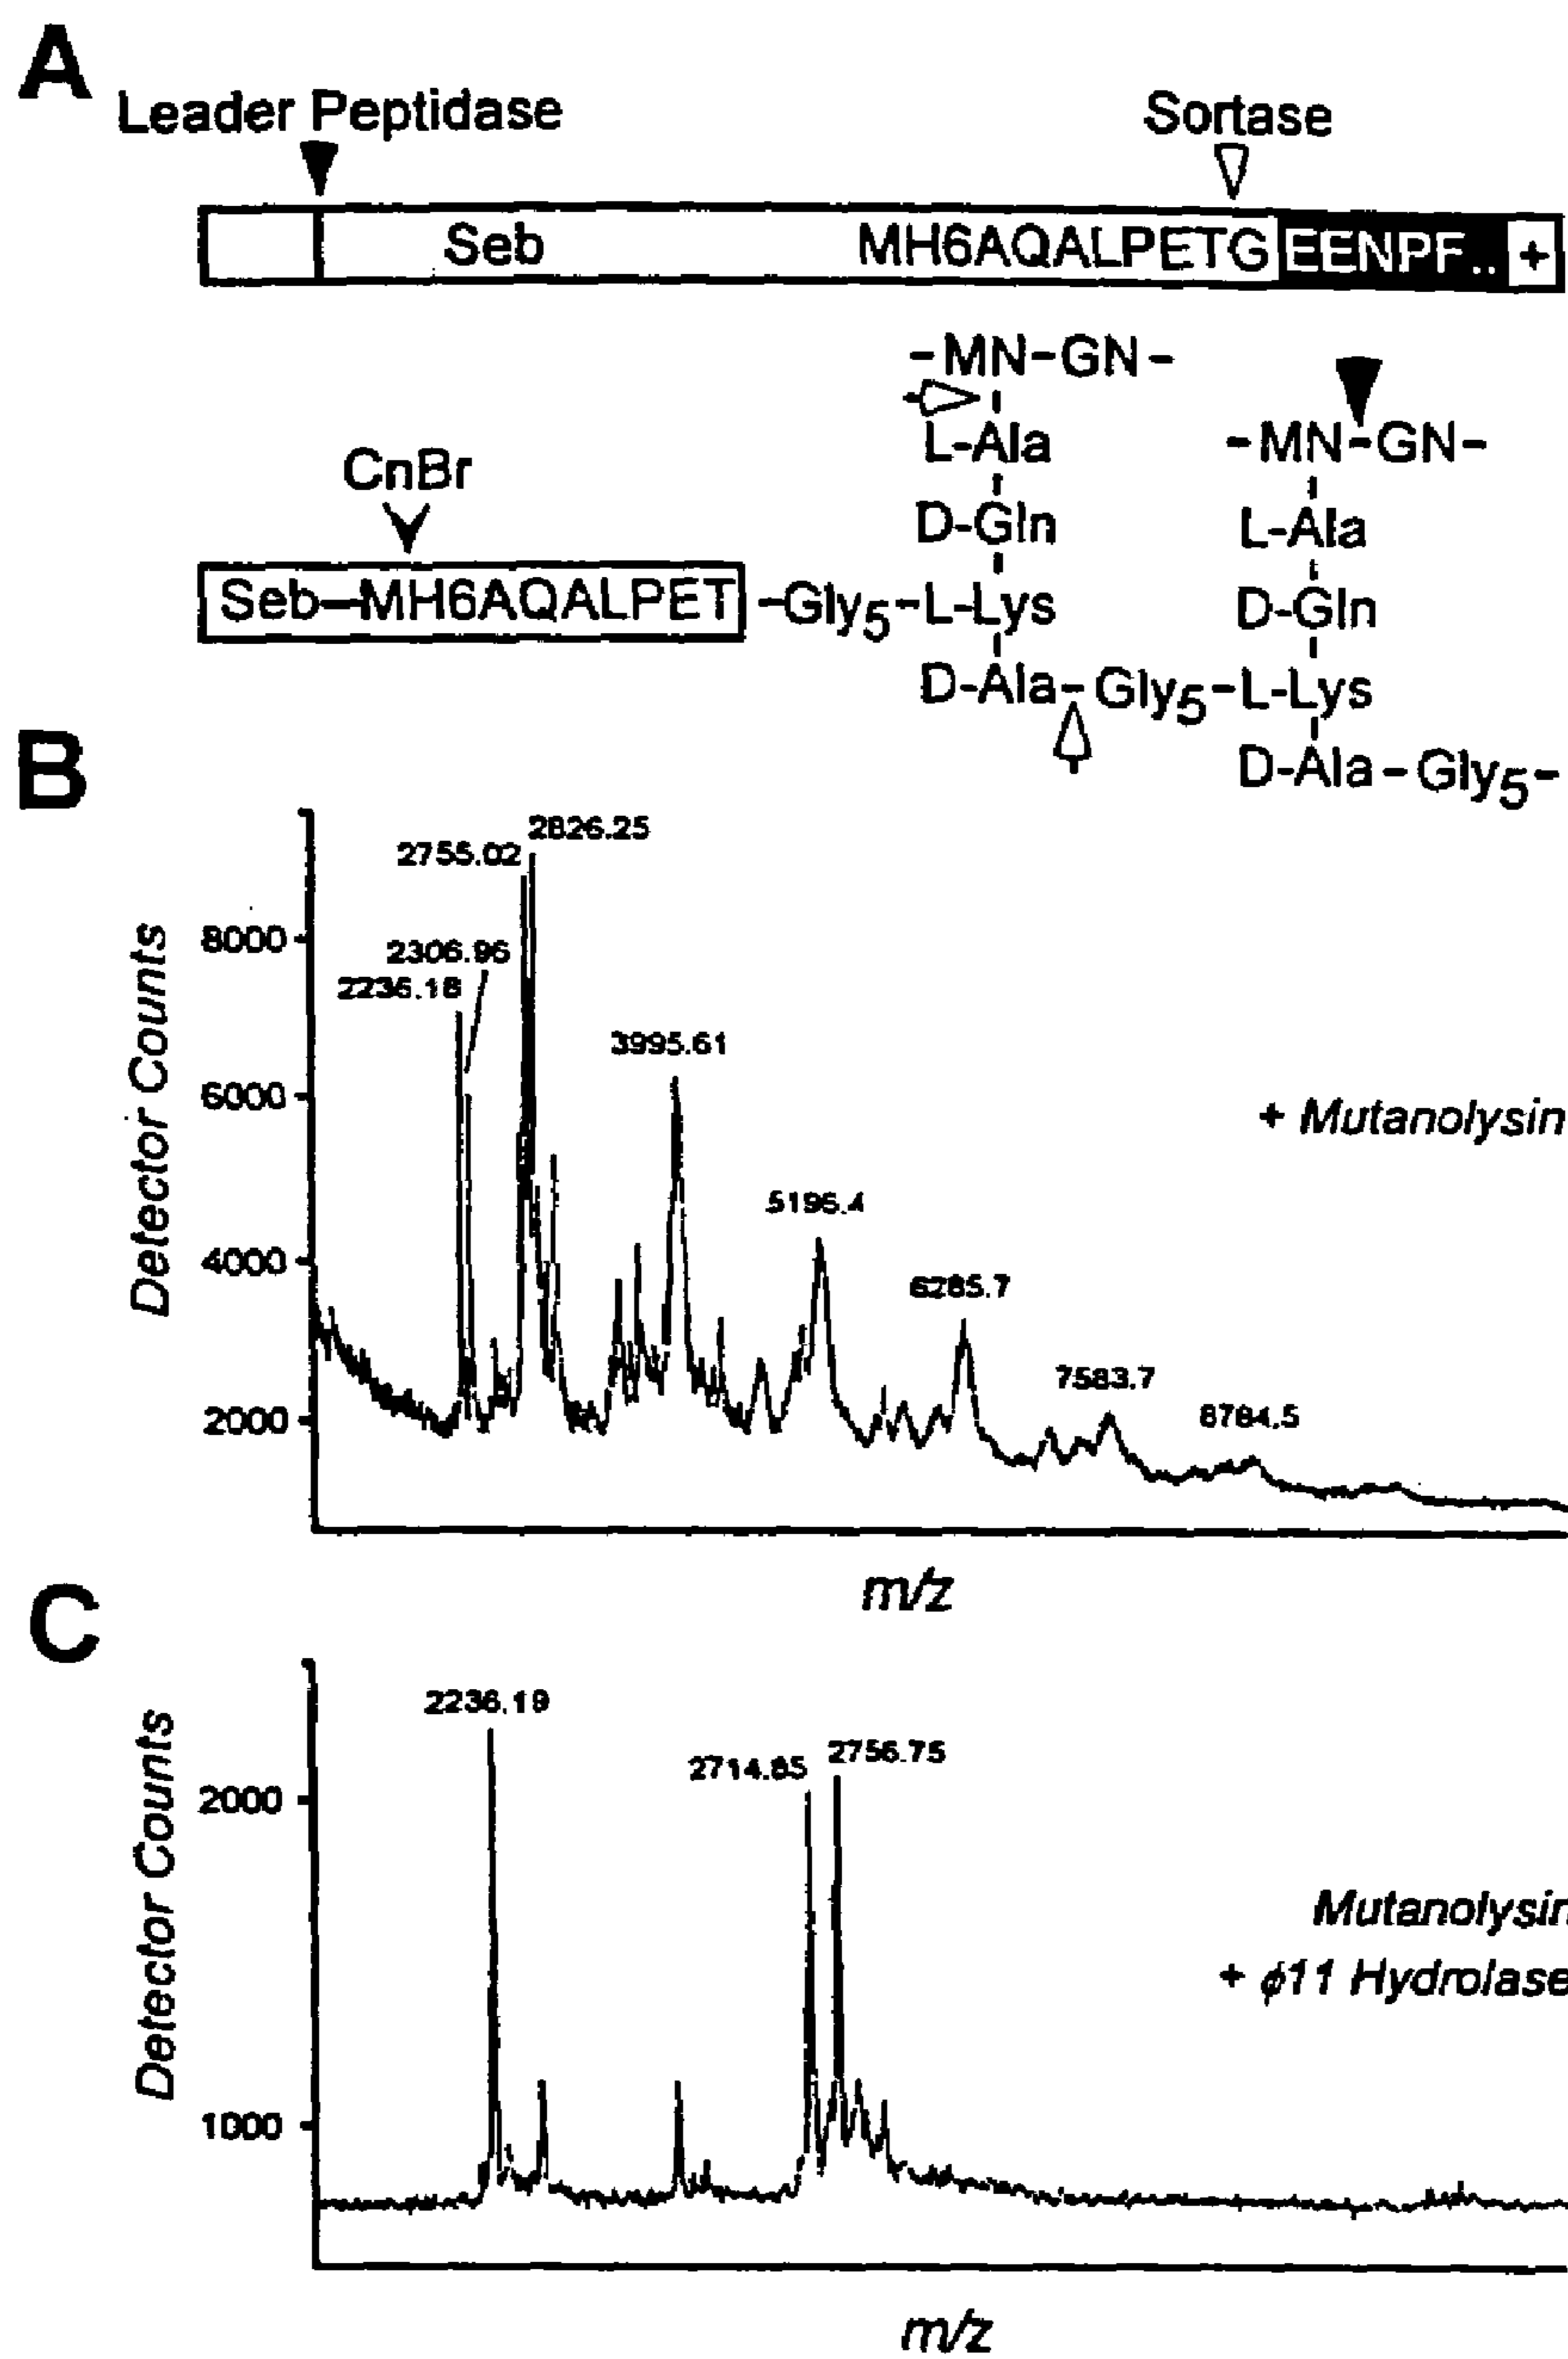 A
Leader Peptidase
Sortase
Seb MH6AQALPETG EENPF.. +
-MN-GN-
L-Ala
-MN-GN-
CnBr
D-Gln
L-Ala
Seb-MH6AQALPET -Gly5-L-Lys
D-Gln
D-Ala-Gly5-L-Lys
D-Ala-Gly5-
B
2826.25
2755.02
8000
2306.96
2236.18
3995.61
6000
+ Mutanolysin
5196.4
4000
6285.7
7583.7
2000
8784.5
Detector Counts
m/z
C
2236.19
2714.85
2756.75
2000
Mutanolysin
+ ϕ11 Hydrolase
1000
Detector Counts
m/z